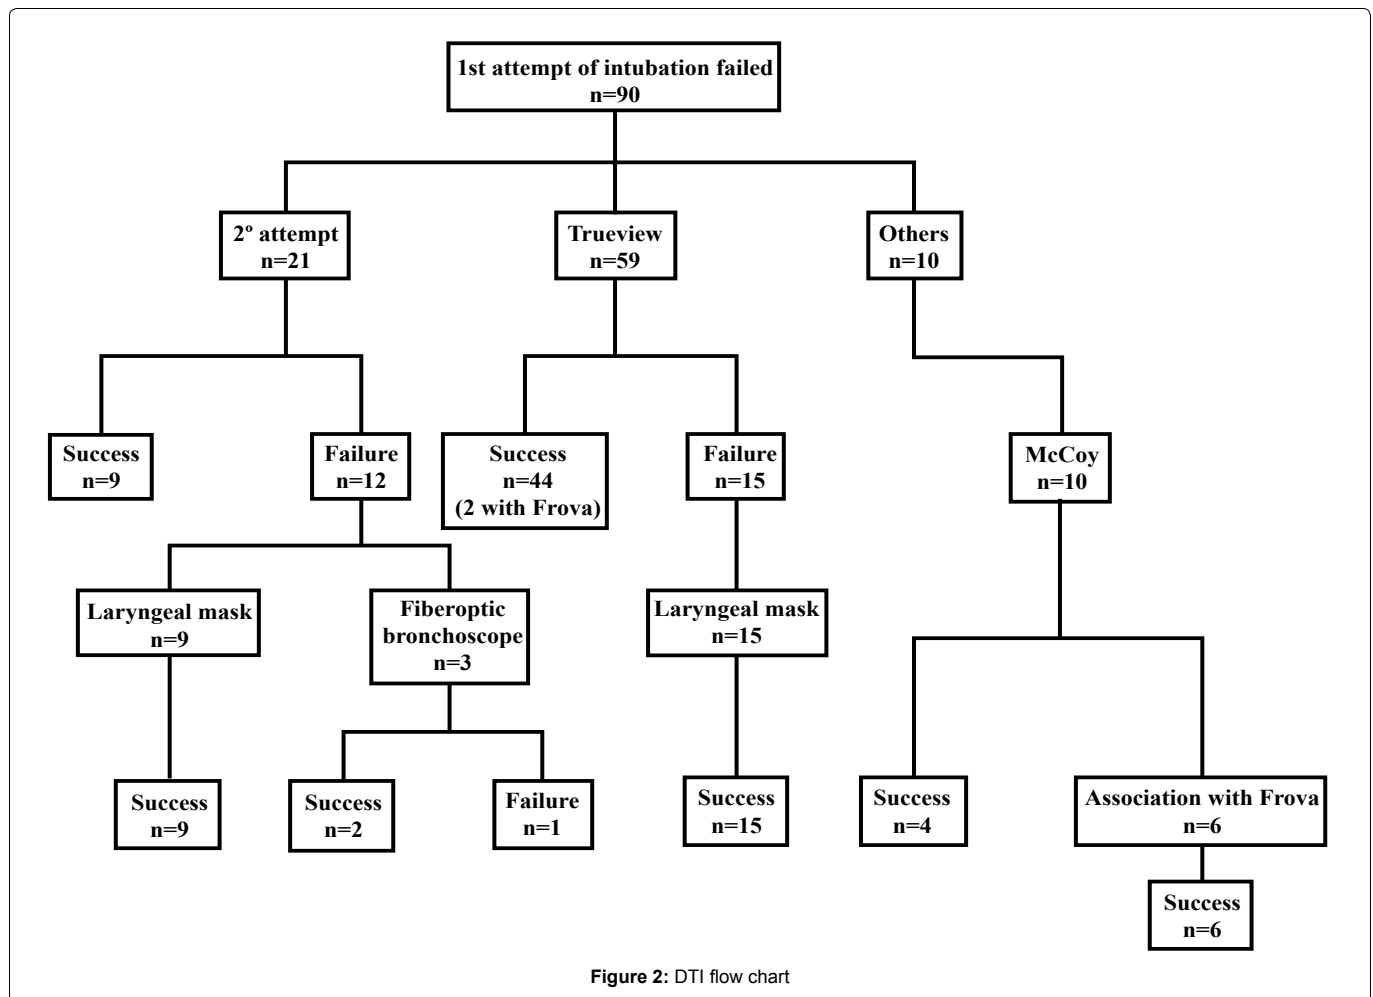 1st attempt of intubation failed
n=90
2º attempt
n=21
Trueview
n=59
Others
n=10
Success
n=9
Failure
n=12
Success
n=44
(2 with Frova)
Failure
n=15
McCoy
n=10
Laryngeal mask
n=9
Fiberoptic
bronchoscope
n=3
Laryngeal mask
n=15
Success
n=9
Success
n=2
Failure
n=1
Success
n=15
Success
n=4
Association with Frova
n=6
Success
n=6
Figure 2: DTI flow chart